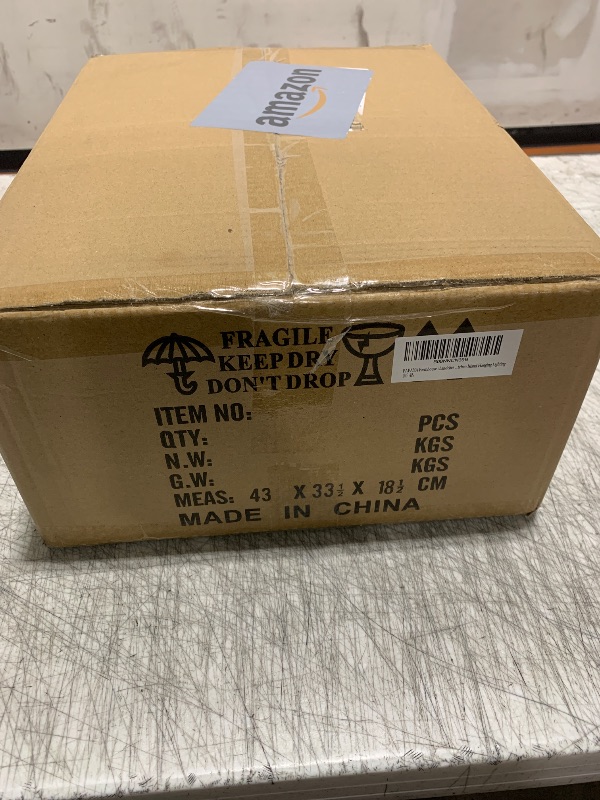 amazon
FRAGILE
KEEP DRY
DON'T DROP
ITEM NO:
QTY: PCS
N.W: KGS
G.W: KGS
MEAS: 43 X 33½ X 18½ CM
MADE IN CHINA